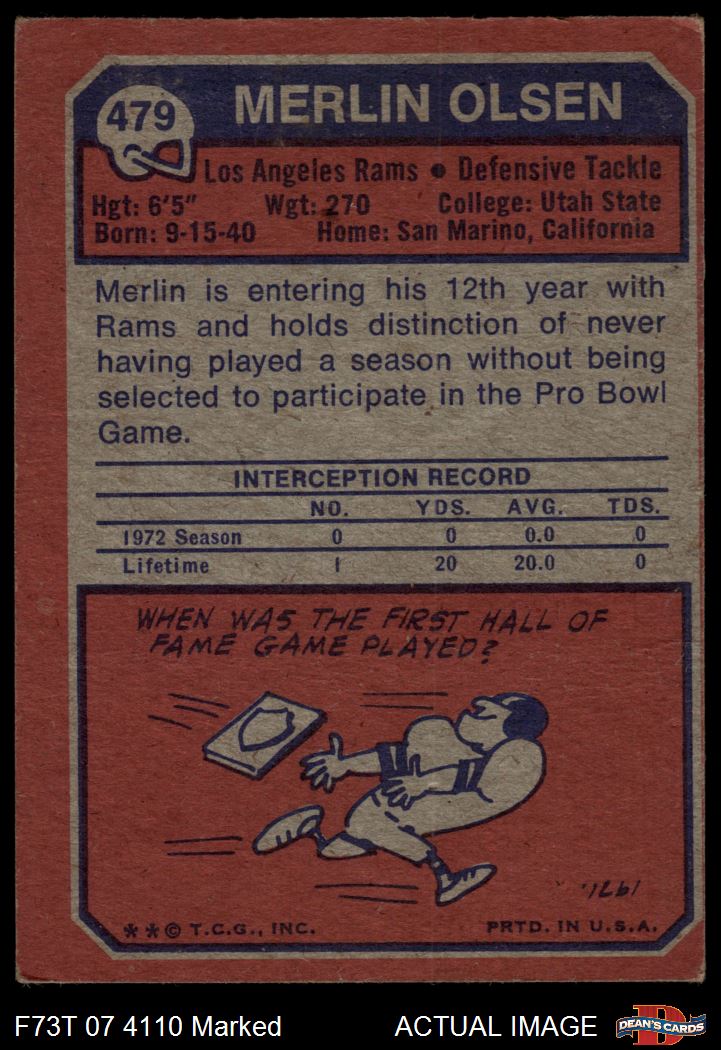 479
MERLIN OLSEN
Los Angeles Rams • Defensive Tackle
Hgt: 6'5" Wgt: 270 College: Utah State
Born: 9-15-40 Home: San Marino, California
Merlin is entering his 12th year with
Rams and holds distinction of never
having played a season without being
selected to participate in the Pro Bowl
Game.
INTERCEPTION RECORD
NO. YDS. AVG. TDS.
1972 Season 0 0 0.0 0
Lifetime 1 20 20.0 0
WHEN WAS THE FIRST HALL OF
FAME GAME PLAYED?
1971.
**© T.C.G., INC. PRTD. IN U.S.A.
F73T 07 4110 Marked ACTUAL IMAGE
D
DEAN'S CARDS